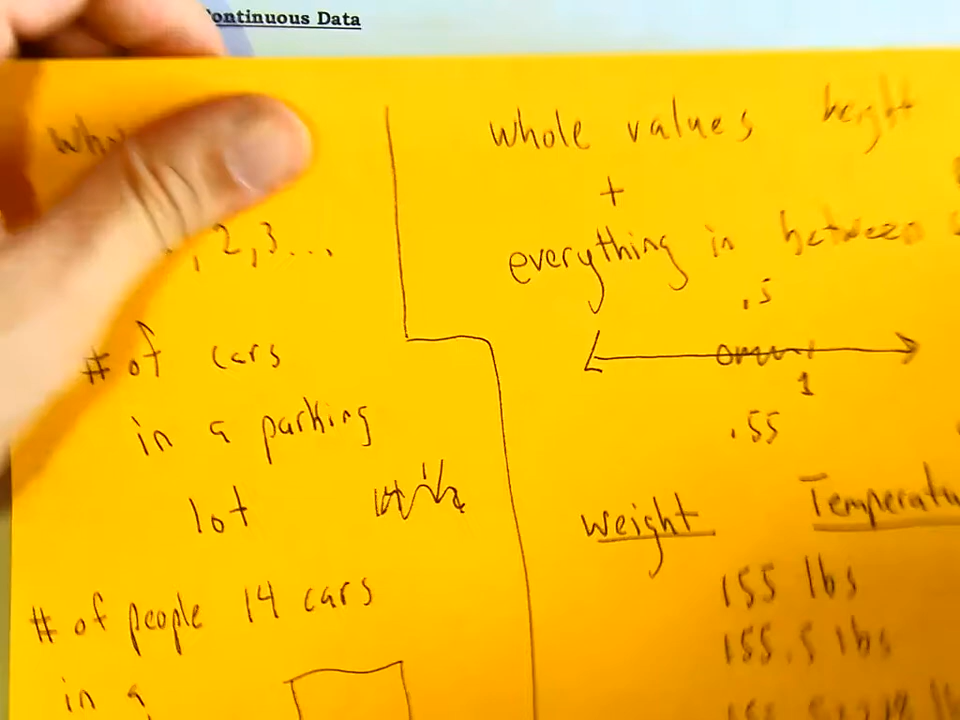 Continuous Data
2, 3...
# of cars
in a parking
lot
# of people 14 cars
in a
whole values height
+
everything in between
.5
1
.55
weight
155 lbs
155.5 lbs